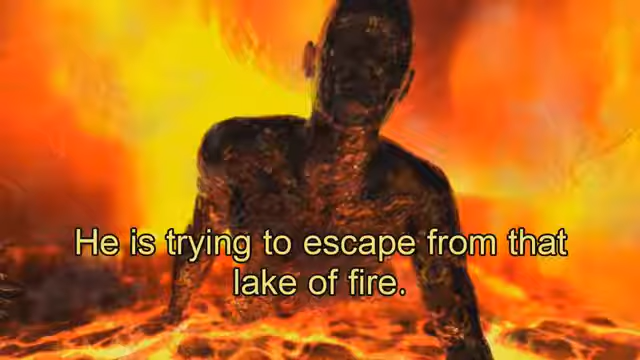 He is trying to escape from that
lake of fire.